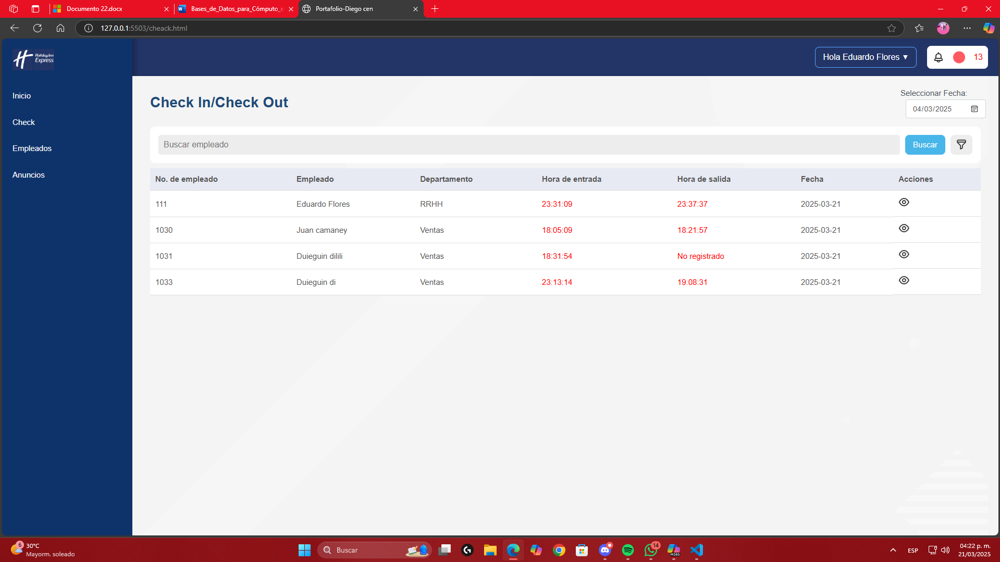 Documento 22.docx
Bases_de_Datos_para_Cómputo_e
Portafolio-Diego cen
127.0.0.1:5503/cheack.html
Holiday Inn
Express
Hola Eduardo Flores ▼
13
Inicio
Check
Empleados
Anuncios
Check In/Check Out
Seleccionar Fecha:
04/03/2025
Buscar empleado
Buscar
No. de empleado Empleado Departamento Hora de entrada Hora de salida Fecha Acciones
111 Eduardo Flores RRHH 23:31:09 23:37:37 2025-03-21
1030 Juan camaney Ventas 18:05:09 18:21:57 2025-03-21
1031 Duieguin dilili Ventas 18:31:54 No registrado 2025-03-21
1033 Duieguin di Ventas 23:13:14 19:08:31 2025-03-21
6
30°C
Mayorm. soleado
Buscar
14
M365
ESP
04:22 p. m.
21/03/2025